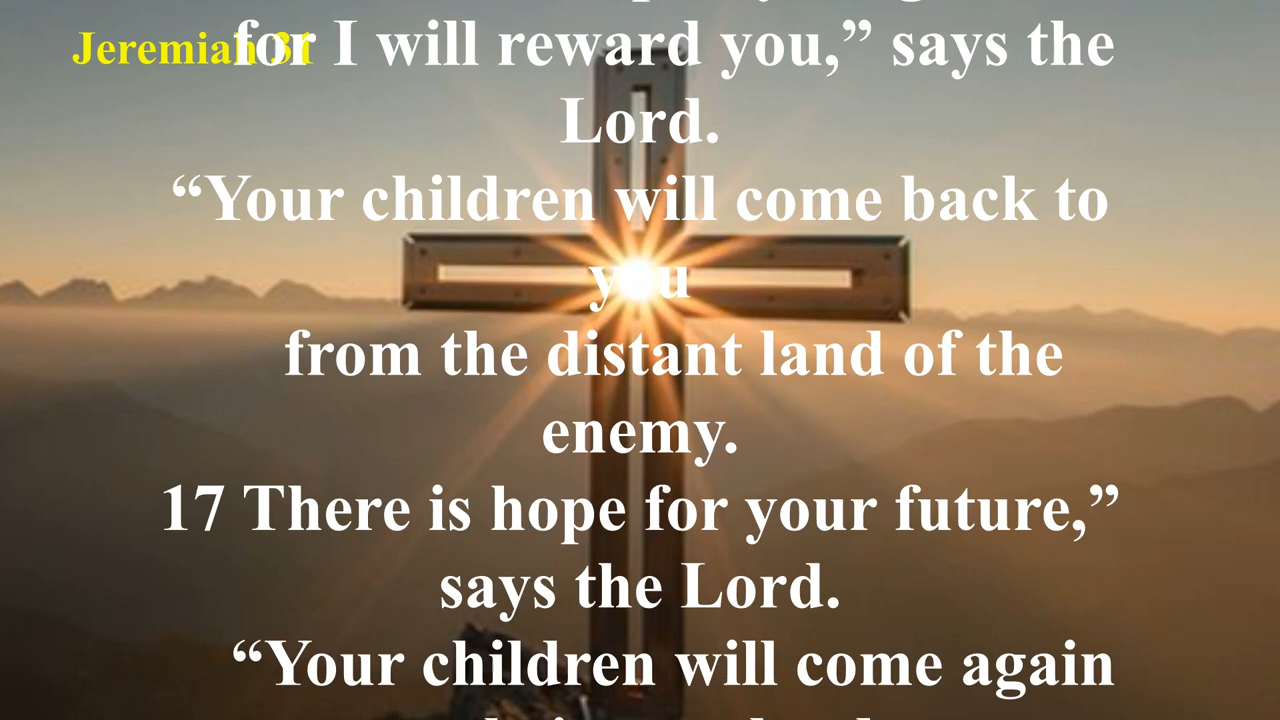 Jeremiah 31
for I will reward you,” says the
Lord.
“Your children will come back to
you
from the distant land of the
enemy.
17 There is hope for your future,”
says the Lord.
“Your children will come again